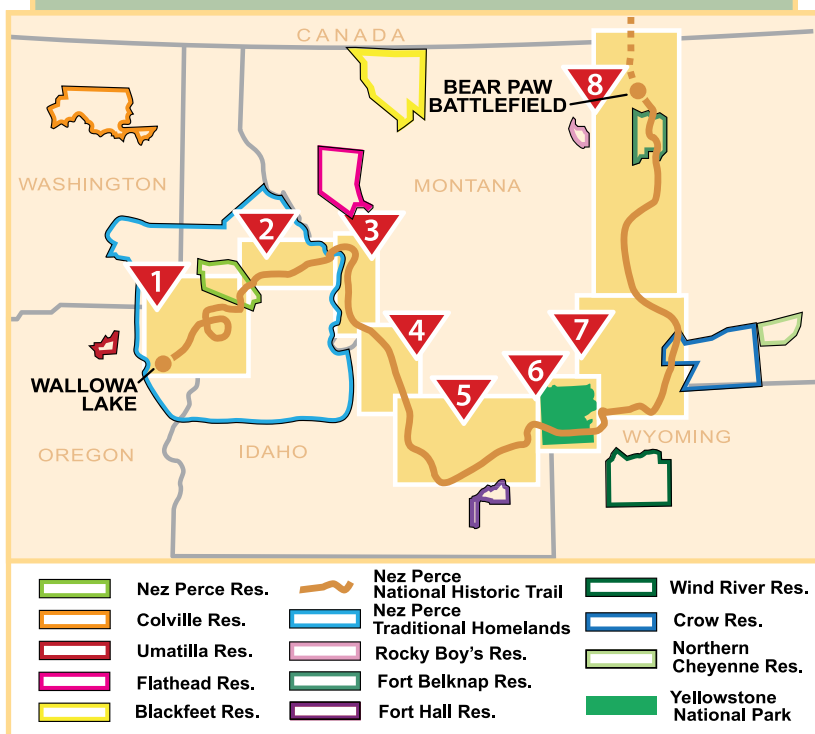 CANADA
BEAR PAW
BATTLEFIELD
8
WASHINGTON
MONTANA
2
3
1
4
7
6
5
WALLOWA
LAKE
OREGON
IDAHO
WYOMING
Nez Perce Res.
Colville Res.
Umatilla Res.
Flathead Res.
Blackfeet Res.
Nez Perce
National Historic Trail
Nez Perce
Traditional Homelands
Rocky Boy's Res.
Fort Belknap Res.
Fort Hall Res.
Wind River Res.
Crow Res.
Northern
Cheyenne Res.
Yellowstone
National Park